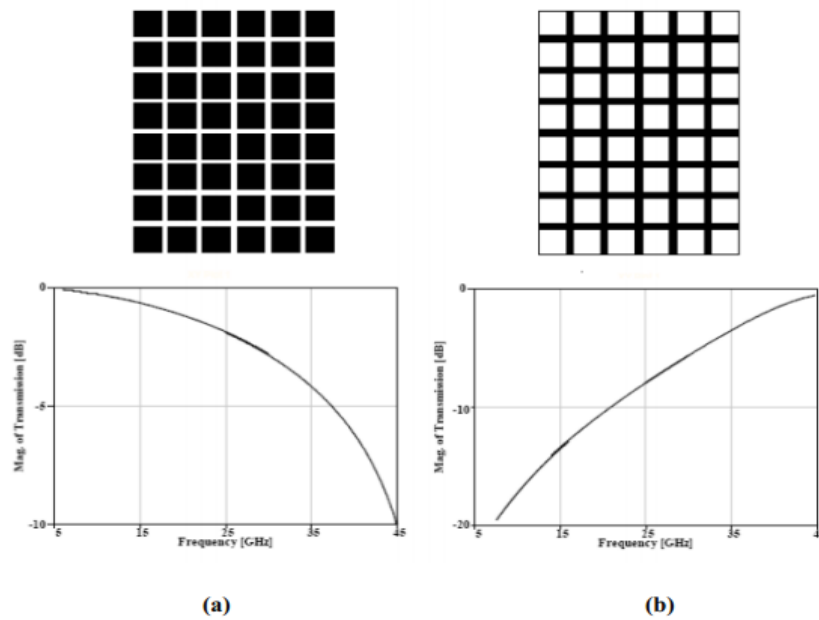 0
-5
-10
5 15 25 35 45
Mag. of Transmission [dB]
Frequency [GHz]
0
-10
-20
5 15 25 35 4
Mag. of Transmission [dB]
Frequency [GHz]
(a) (b)